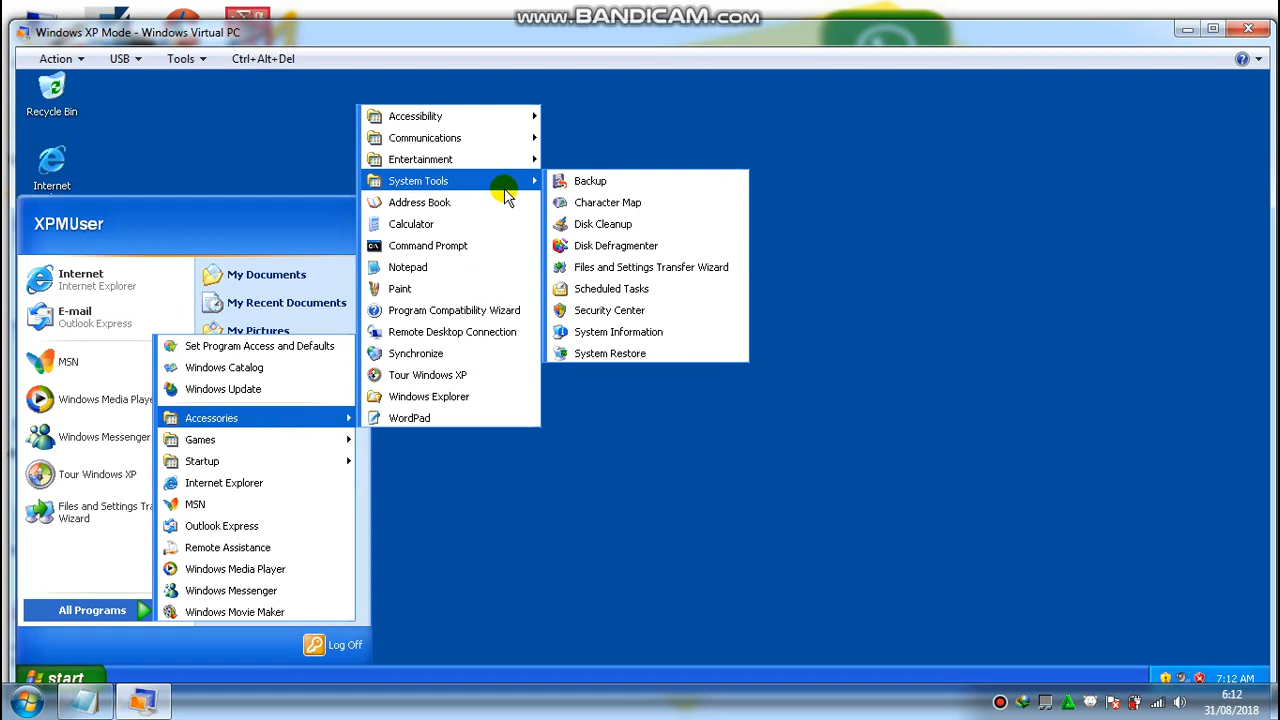 www.BANDICAM.com
Windows XP Mode - Windows Virtual PC
Action USB Tools Ctrl+Alt+Del
Recycle Bin
Internet
XPMUser
Internet
Internet Explorer
E-mail
Outlook Express
MSN
Windows Media Playe
Windows Messenger
Tour Windows XP
Files and Settings Tra
Wizard
All Programs
My Documents
My Recent Documents
My Pictures
Set Program Access and Defaults
Windows Catalog
Windows Update
Accessories
Games
Startup
Internet Explorer
MSN
Outlook Express
Remote Assistance
Windows Media Player
Windows Messenger
Windows Movie Maker
Accessibility
Communications
Entertainment
System Tools
Address Book
Calculator
Command Prompt
Notepad
Paint
Program Compatibility Wizard
Remote Desktop Connection
Synchronize
Tour Windows XP
Windows Explorer
WordPad
Backup
Character Map
Disk Cleanup
Disk Defragmenter
Files and Settings Transfer Wizard
Scheduled Tasks
Security Center
System Information
System Restore
Log Off
start
7:12 AM
6:12
31/08/2018